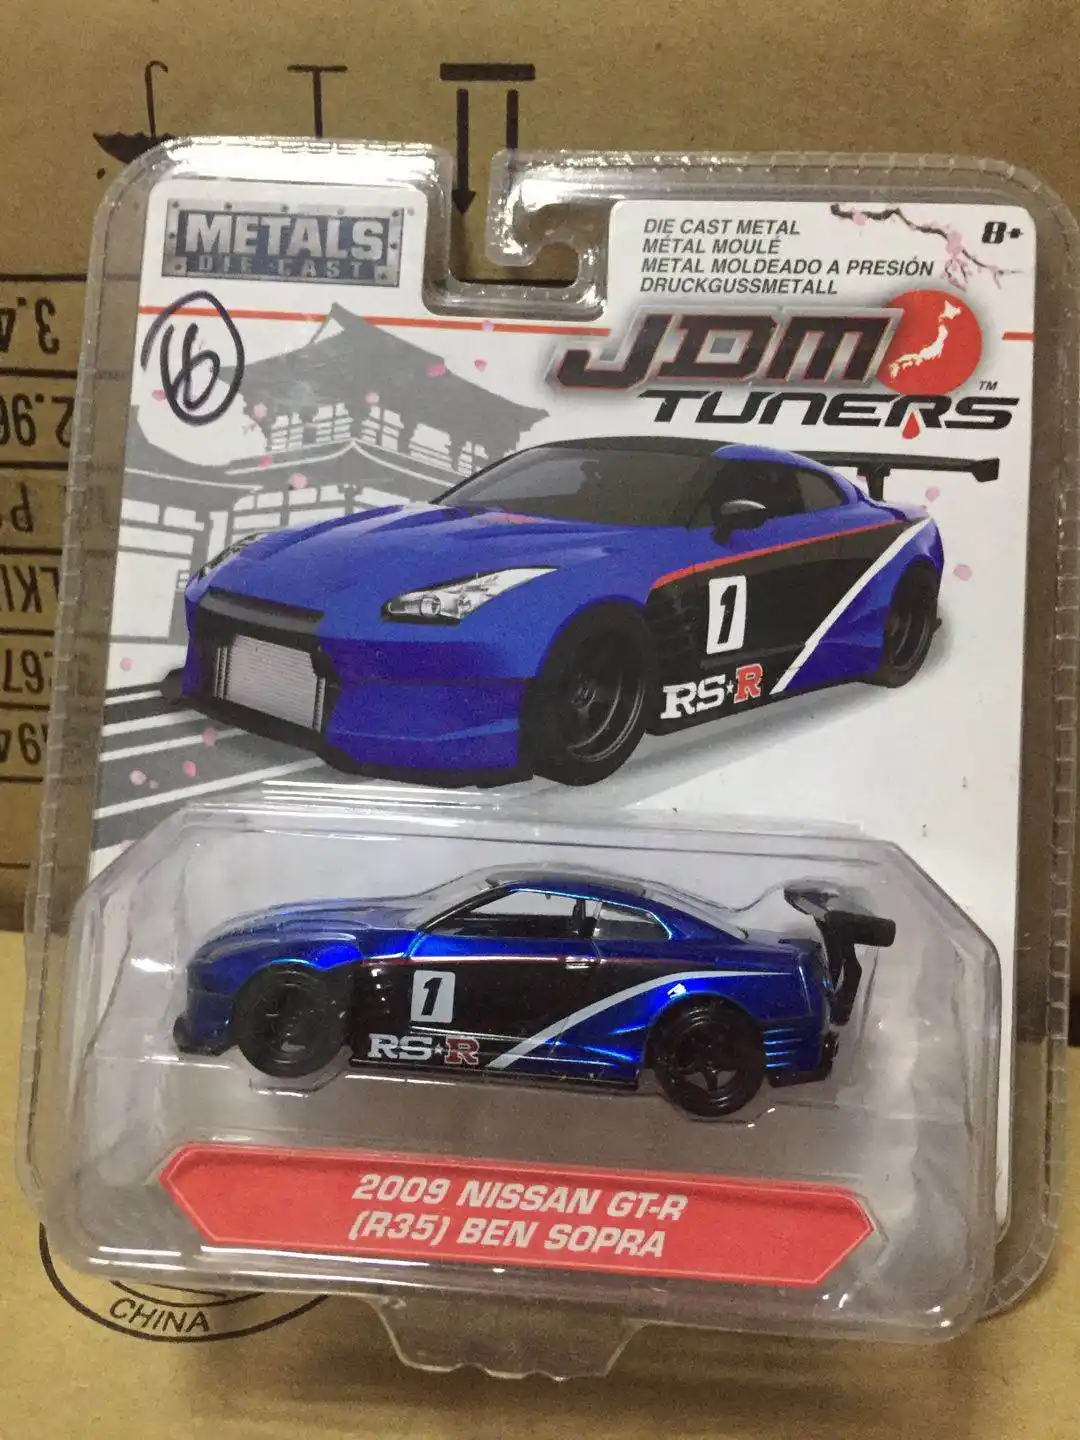 METALS
DIE CAST
16
DIE CAST METAL
MÉTAL MOULÉ
METAL MOLDEADO A PRESIÓN
DRUCKGUSSMETALL
8+
JDM
TUNERS™
1
RS★R
1
RS★R
2009 NISSAN GT-R
(R35) BEN SOPRA
CHINA